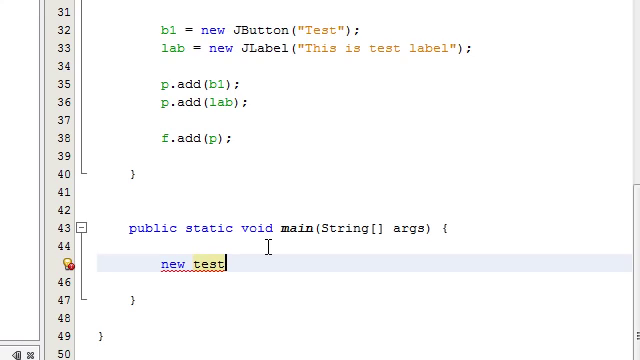 31
32 b1 = new JButton("Test");
33 lab = new JLabel("This is test label");
34
35 p.add(b1);
36 p.add(lab);
37
38 f.add(p);
39
40 }
41
42
43 public static void main(String[] args) {
44
new test
46
47 }
48
49 }
50